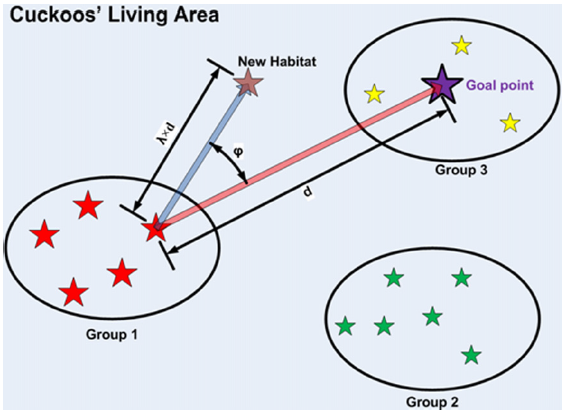 Cuckoos' Living Area
New Habitat
Goal point
λ×d
φ
d
Group 3
Group 1
Group 2